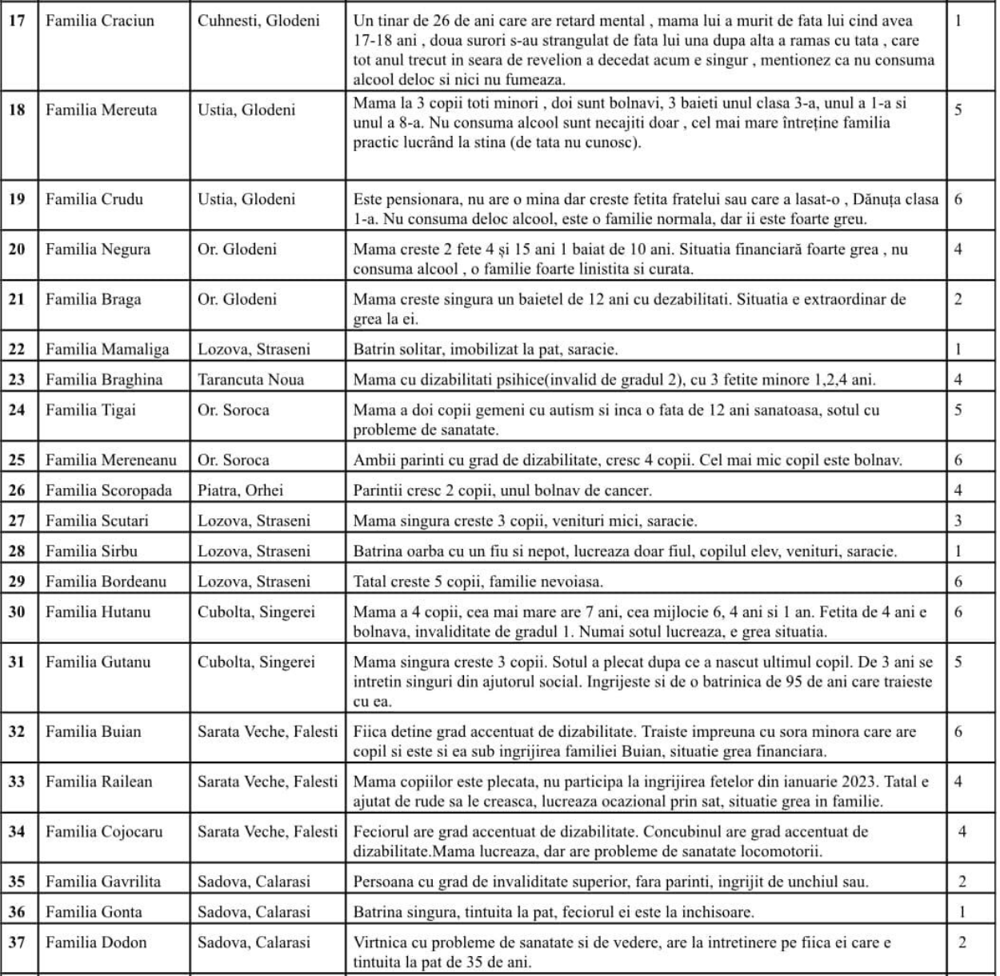 17 Familia Craciun Cuhnesti, Glodeni Un tinar de 26 de ani care are retard mental , mama lui a murit de fata lui cind avea 1
17-18 ani , doua surori s-au strangulat de fata lui una dupa alta a ramas cu tata , care
tot anul trecut in seara de revelion a decedat acum e singur , mentionez ca nu consuma
alcool deloc si nici nu fumeaza.
18 Familia Mereuta Ustia, Glodeni Mama la 3 copii toti minori , doi sunt bolnavi, 3 baieti unul clasa 3-a, unul a 1-a si 5
unul a 8-a. Nu consuma alcool sunt necajiti doar , cel mai mare întreține familia
practic lucrând la stina (de tata nu cunosc).
19 Familia Crudu Ustia, Glodeni Este pensionara, nu are o mina dar creste fetita fratelui sau care a lasat-o , Dănuța clasa 6
1-a. Nu consuma deloc alcool, este o familie normala, dar ii este foarte greu.
20 Familia Negura Or. Glodeni Mama creste 2 fete 4 și 15 ani 1 baiat de 10 ani. Situatia financiară foarte grea , nu 4
consuma alcool , o familie foarte linistita si curata.
21 Familia Braga Or. Glodeni Mama creste singura un baietel de 12 ani cu dezabilitati. Situatia e extraordinar de 2
grea la ei.
22 Familia Mamaliga Lozova, Straseni Batrin solitar, imobilizat la pat, saracie. 1
23 Familia Braghina Tarancuta Noua Mama cu dizabilitati psihice(invalid de gradul 2), cu 3 fetite minore 1,2,4 ani. 4
24 Familia Tigai Or. Soroca Mama a doi copii gemeni cu autism si inca o fata de 12 ani sanatoasa, sotul cu 5
probleme de sanatate.
25 Familia Mereneanu Or. Soroca Ambii parinti cu grad de dizabilitate, cresc 4 copii. Cel mai mic copil este bolnav. 6
26 Familia Scoropada Piatra, Orhei Parintii cresc 2 copii, unul bolnav de cancer. 4
27 Familia Scutari Lozova, Straseni Mama singura creste 3 copii, venituri mici, saracie. 3
28 Familia Sirbu Lozova, Straseni Batrina oarba cu un fiu si nepot, lucreaza doar fiul, copilul elev, venituri, saracie. 1
29 Familia Bordeanu Lozova, Straseni Tatal creste 5 copii, familie nevoiasa. 6
30 Familia Hutanu Cubolta, Singerei Mama a 4 copii, cea mai mare are 7 ani, cea mijlocie 6, 4 ani si 1 an. Fetita de 4 ani e 6
bolnava, invaliditate de gradul 1. Numai sotul lucreaza, e grea situatia.
31 Familia Gutanu Cubolta, Singerei Mama singura creste 3 copii. Sotul a plecat dupa ce a nascut ultimul copil. De 3 ani se 5
intretin singuri din ajutorul social. Ingrijeste si de o batrinica de 95 de ani care traieste
cu ea.
32 Familia Buian Sarata Veche, Falesti Fiica detine grad accentuat de dizabilitate. Traiste impreuna cu sora minora care are 6
copil si este si ea sub ingrijirea familiei Buian, situatie grea financiara.
33 Familia Railean Sarata Veche, Falesti Mama copiilor este plecata, nu participa la ingrijirea fetelor din ianuarie 2023. Tatal e 4
ajutat de rude sa le creasca, lucreaza ocazional prin sat, situatie grea in familie.
34 Familia Cojocaru Sarata Veche, Falesti Feciorul are grad accentuat de dizabilitate. Concubinul are grad accentuat de 4
dizabilitate.Mama lucreaza, dar are probleme de sanatate locomotorii.
35 Familia Gavrilita Sadova, Calarasi Persoana cu grad de invaliditate superior, fara parinti, ingrijit de unchiul sau. 2
36 Familia Gonta Sadova, Calarasi Batrina singura, tintuita la pat, feciorul ei este la inchisoare. 1
37 Familia Dodon Sadova, Calarasi Virtnica cu probleme de sanatate si de vedere, are la intretinere pe fiica ei care e 2
tintuita la pat de 35 de ani.